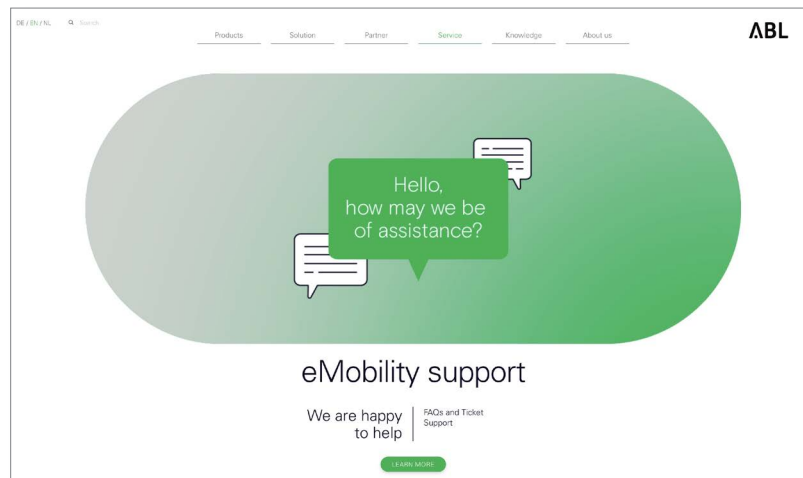 DE / EN / NL Search
Products Solution Partner Service Knowledge About us
ABL
Hello,
how may we be
of assistance?
eMobility support
We are happy
to help
FAQs and Ticket
Support
LEARN MORE